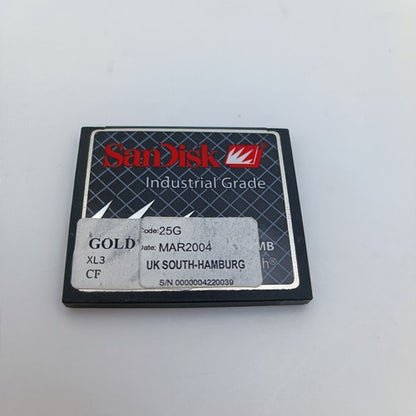 SanDisk
Industrial Grade
GOLD
XL3
CF
Code: 25G
Date: MAR2004
UK SOUTH-HAMBURG
S/N 0000004220039
MB